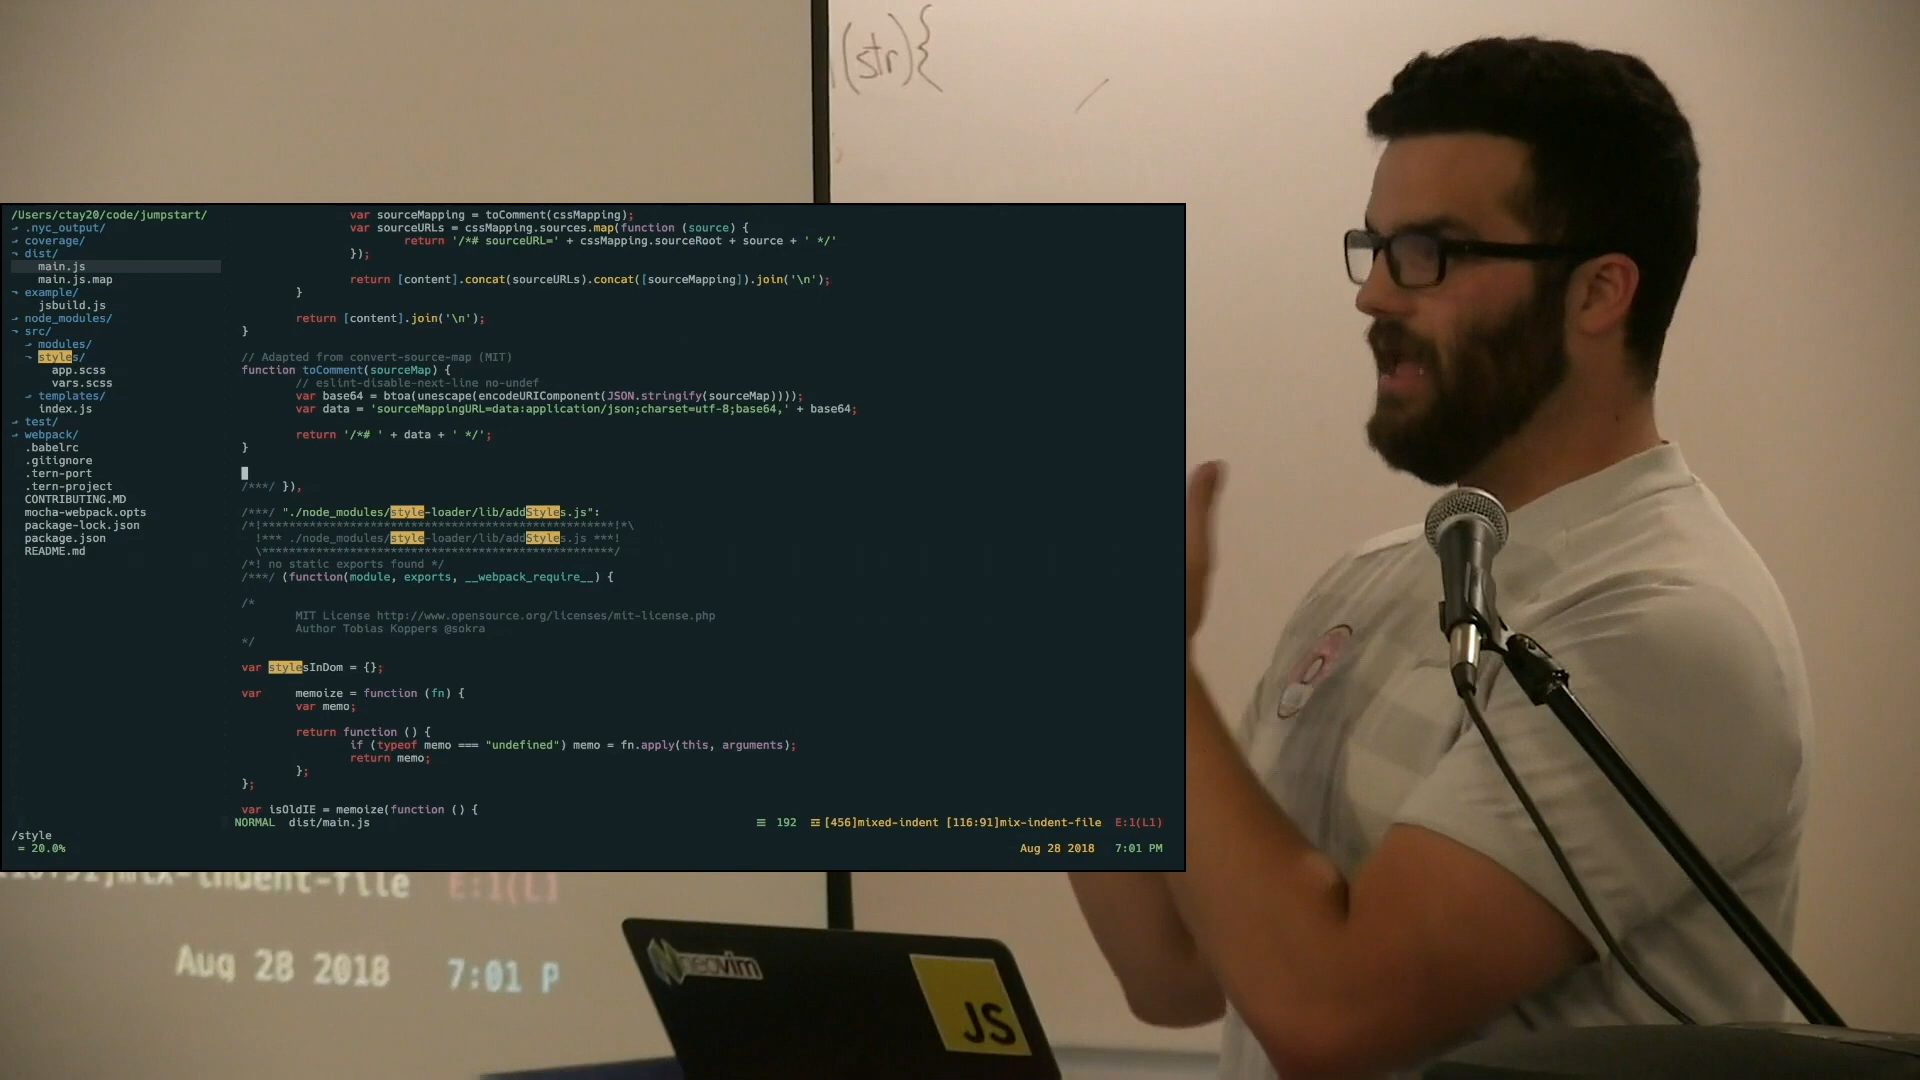 (str){
/Users/ctay20/code/jumpstart/
.nyc_output/
coverage/
dist/
main.js
main.js.map
example/
jsbuild.js
node_modules/
src/
modules/
styles/
app.scss
vars.scss
templates/
index.js
test/
webpack/
.babelrc
.gitignore
.tern-port
.tern-project
CONTRIBUTING.MD
mocha-webpack.opts
package-lock.json
package.json
README.md
var sourceMapping = toComment(cssMapping);
var sourceURLs = cssMapping.sources.map(function (source) {
return '/*# sourceURL=' + cssMapping.sourceRoot + source + ' */'
});
return [content].concat(sourceURLs).concat([sourceMapping]).join('\n');
}
return [content].join('\n');
}
// Adapted from convert-source-map (MIT)
function toComment(sourceMap) {
// eslint-disable-next-line no-undef
var base64 = btoa(unescape(encodeURIComponent(JSON.stringify(sourceMap))));
var data = 'sourceMappingURL=data:application/json;charset=utf-8;base64,' + base64;
return '/*# ' + data + ' */';
}
/***/ }),
/***/ "./node_modules/style-loader/lib/addStyles.js":
/*!****************************************************!*\
!*** ./node_modules/style-loader/lib/addStyles.js ***!
\****************************************************/
/*! no static exports found */
/***/ (function(module, exports, __webpack_require__) {
/*
MIT License http://www.opensource.org/licenses/mit-license.php
Author Tobias Koppers @sokra
*/
var stylesInDom = {};
var memoize = function (fn) {
var memo;
return function () {
if (typeof memo === "undefined") memo = fn.apply(this, arguments);
return memo;
};
};
var isOldIE = memoize(function () {
NORMAL dist/main.js 192 [456]mixed-indent [116:91]mix-indent-file E:1(L1)
/style
= 20.0% Aug 28 2018 7:01 PM
mix-indent-file E:1(L1)
Aug 28 2018 7:01 P
neovim
JS